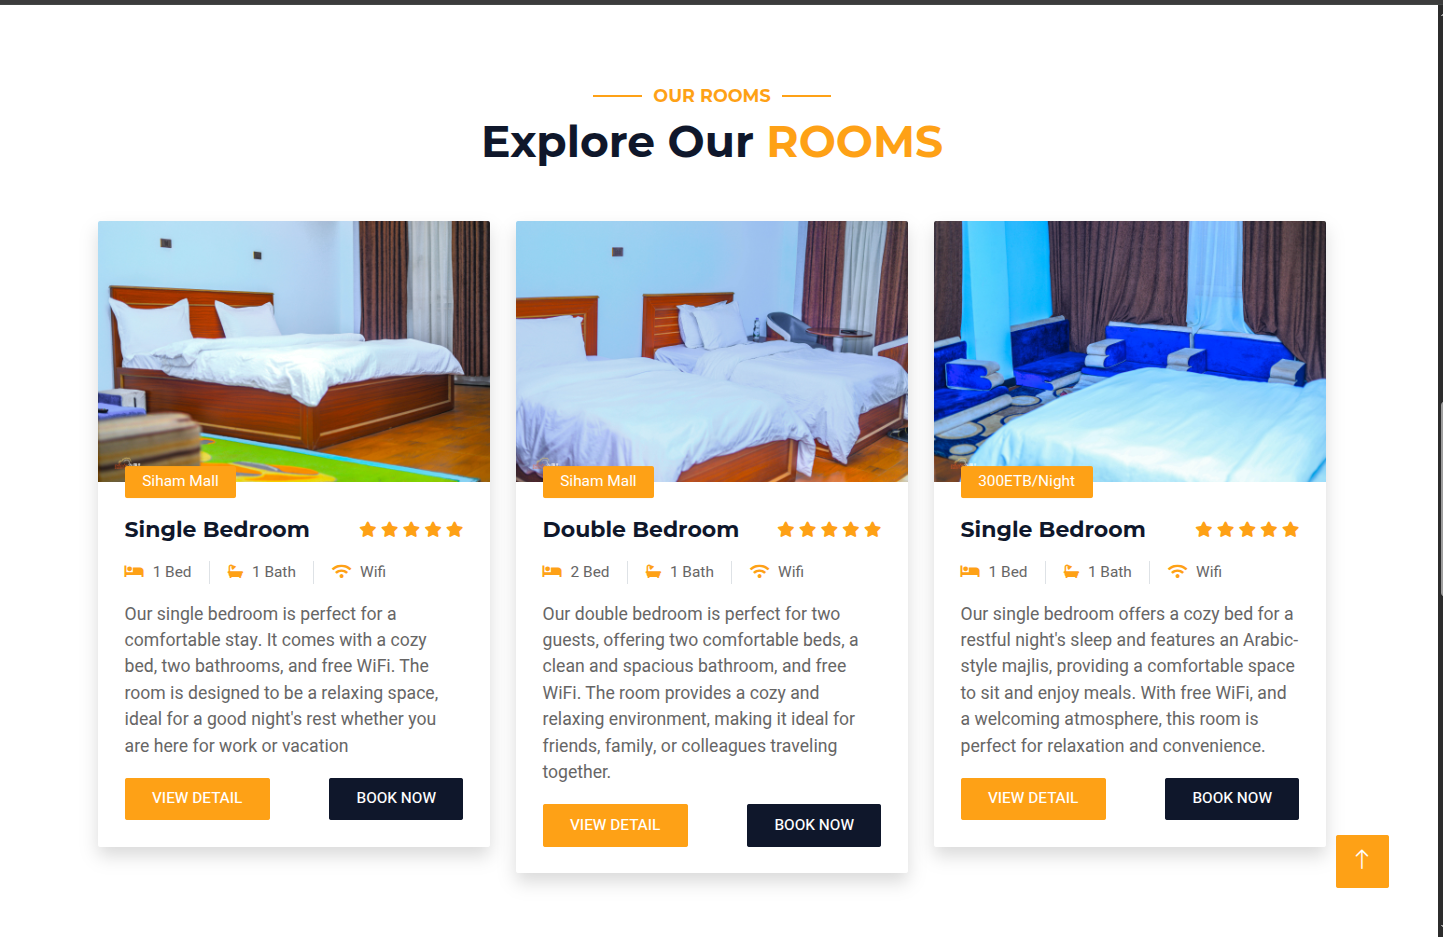 OUR ROOMS
Explore Our ROOMS
Siham Mall
Single Bedroom
1 Bed
1 Bath
Wifi
Our single bedroom is perfect for a
comfortable stay. It comes with a cozy
bed, two bathrooms, and free WiFi. The
room is designed to be a relaxing space,
ideal for a good night's rest whether you
are here for work or vacation
VIEW DETAIL
BOOK NOW
Siham Mall
Double Bedroom
2 Bed
1 Bath
Wifi
Our double bedroom is perfect for two
guests, offering two comfortable beds, a
clean and spacious bathroom, and free
WiFi. The room provides a cozy and
relaxing environment, making it ideal for
friends, family, or colleagues traveling
together.
VIEW DETAIL
BOOK NOW
300ETB/Night
Single Bedroom
1 Bed
1 Bath
Wifi
Our single bedroom offers a cozy bed for a
restful night's sleep and features an Arabic-
style majlis, providing a comfortable space
to sit and enjoy meals. With free WiFi, and
a welcoming atmosphere, this room is
perfect for relaxation and convenience.
VIEW DETAIL
BOOK NOW